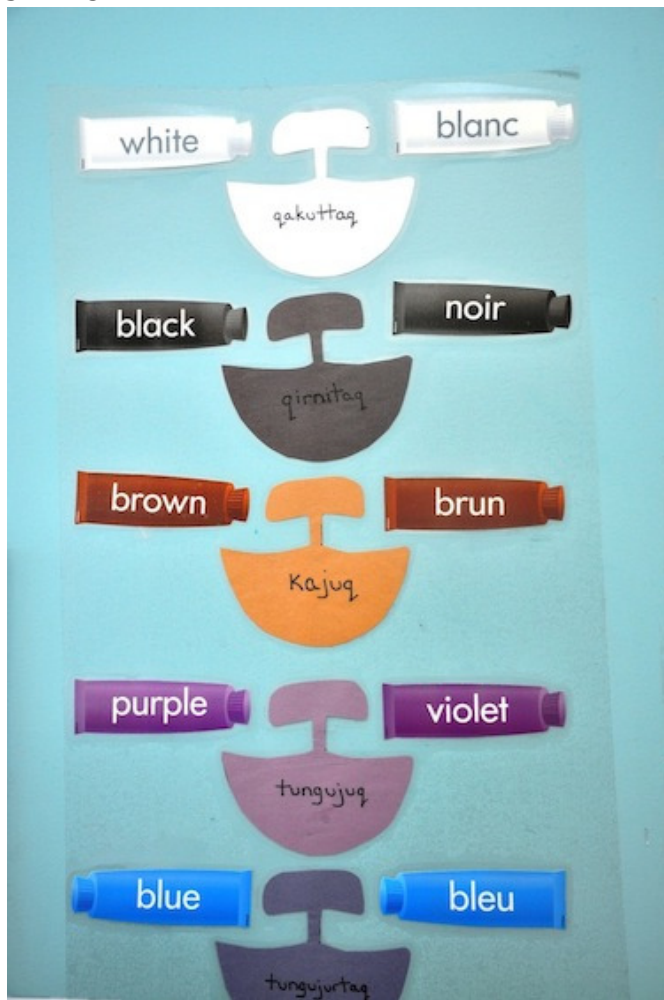 white
blanc
qakuttaq
black
noir
qirnitaq
brown
brun
Kajuq
purple
violet
tungujuq
blue
bleu
tungujurtaq